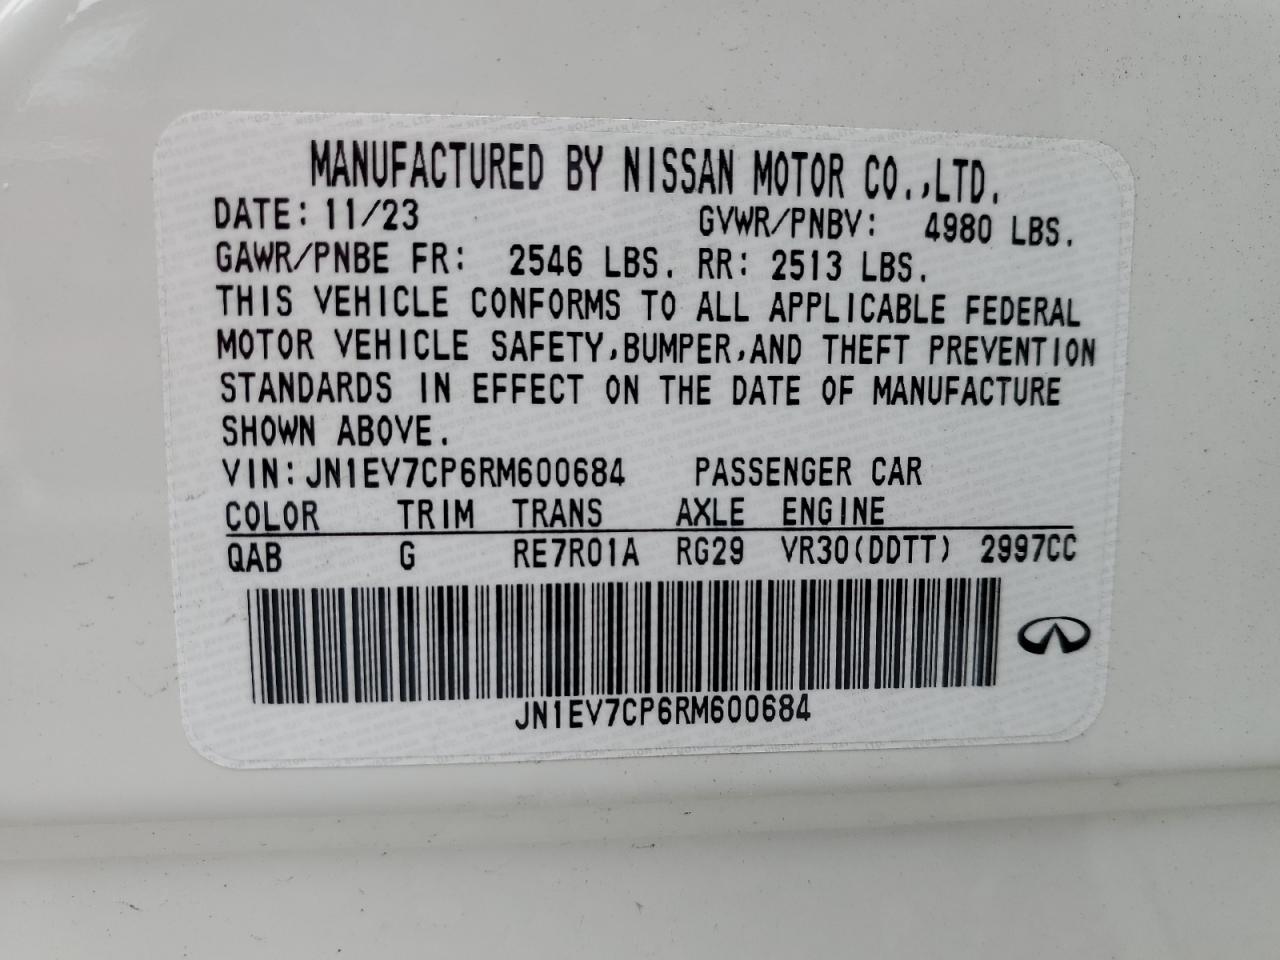 MANUFACTURED BY NISSAN MOTOR CO.,LTD.
DATE: 11/23 GVWR/PNBV: 4980 LBS.
GAWR/PNBE FR: 2546 LBS. RR: 2513 LBS.
THIS VEHICLE CONFORMS TO ALL APPLICABLE FEDERAL
MOTOR VEHICLE SAFETY,BUMPER,AND THEFT PREVENTION
STANDARDS IN EFFECT ON THE DATE OF MANUFACTURE
SHOWN ABOVE.
VIN:JN1EV7CP6RM600684 PASSENGER CAR
COLOR TRIM TRANS AXLE ENGINE
QAB G RE7R01A RG29 VR30(DDTT) 2997CC
JN1EV7CP6RM600684